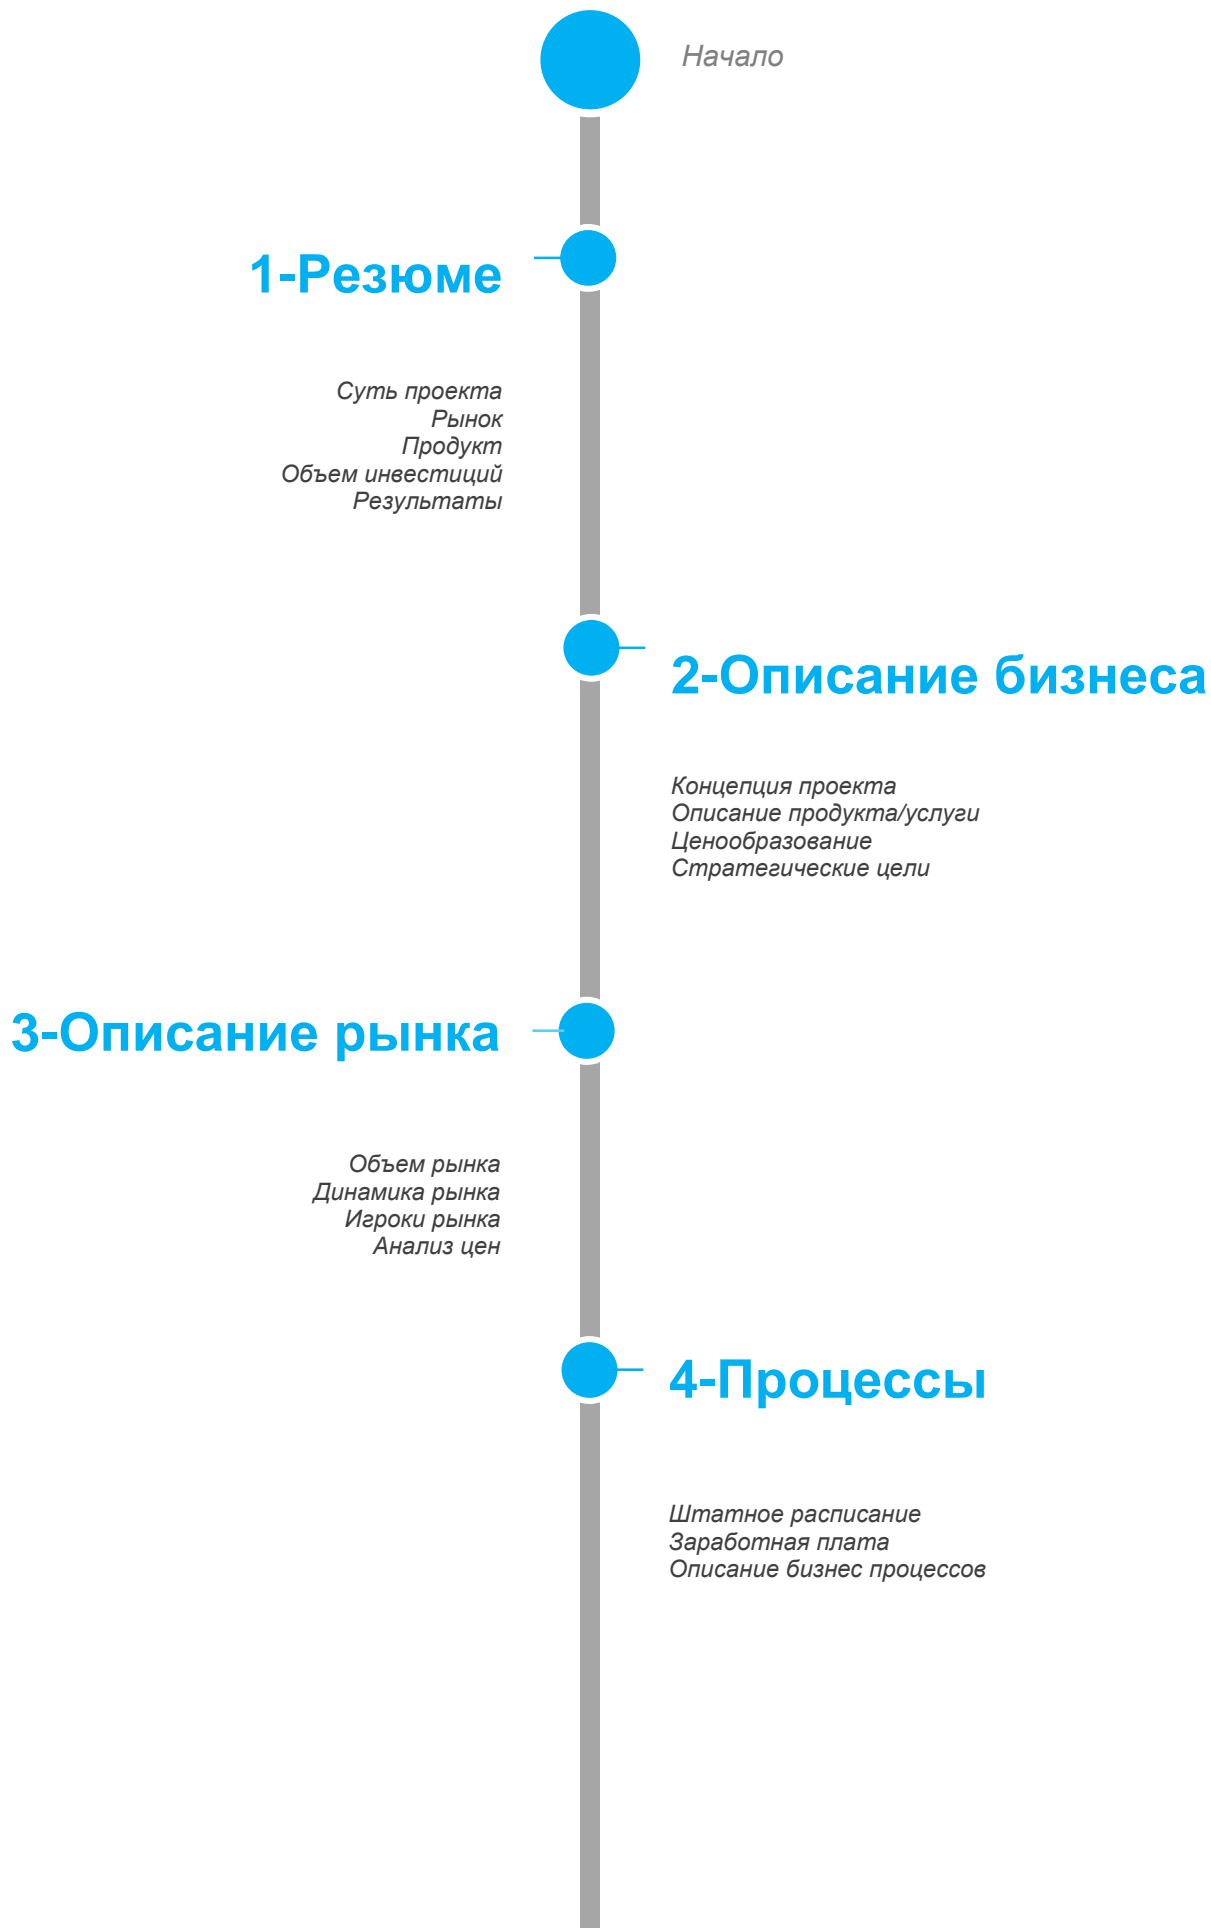 Начало
1-Резюме
Суть проекта
Рынок
Продукт
Объем инвестиций
Результаты
2-Описание бизнеса
Концепция проекта
Описание продукта/услуги
Ценообразование
Стратегические цели
3-Описание рынка
Объем рынка
Динамика рынка
Игроки рынка
Анализ цен
4-Процессы
Штатное расписание
Заработная плата
Описание бизнес процессов